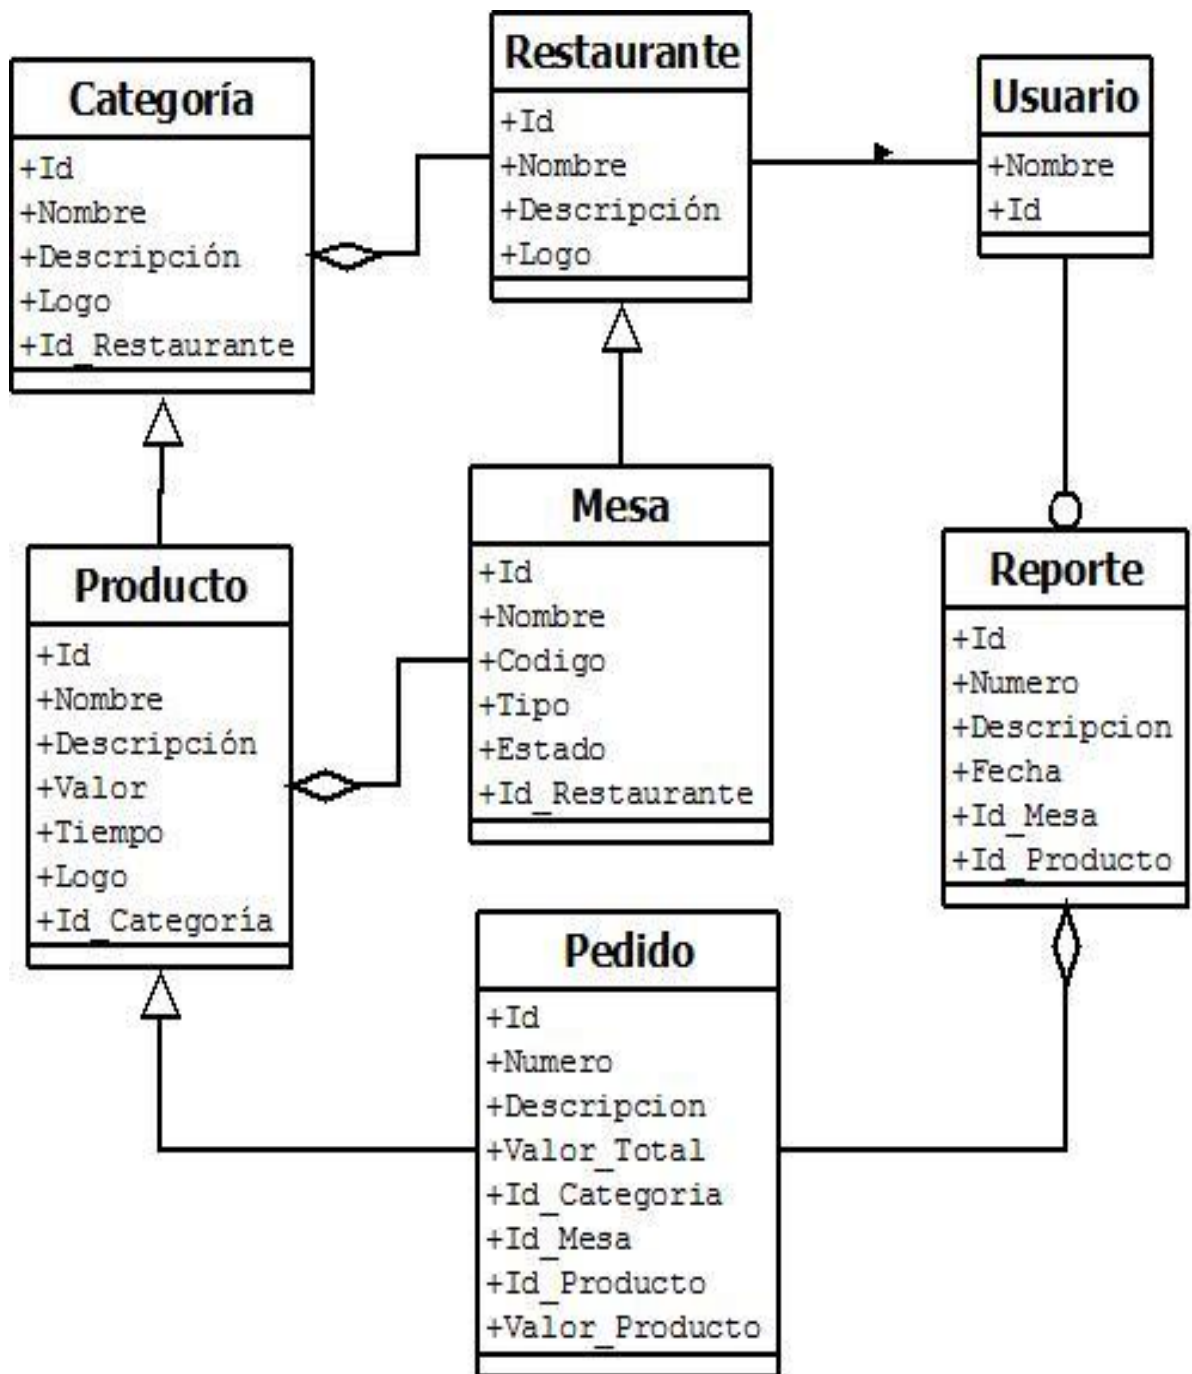 Categoría
+Id
+Nombre
+Descripción
+Logo
+Id_Restaurante
Restaurante
+Id
+Nombre
+Descripción
+Logo
Usuario
+Nombre
+Id
Producto
+Id
+Nombre
+Descripción
+Valor
+Tiempo
+Logo
+Id_Categoría
Mesa
+Id
+Nombre
+Codigo
+Tipo
+Estado
+Id_Restaurante
Reporte
+Id
+Numero
+Descripcion
+Fecha
+Id_Mesa
+Id_Producto
Pedido
+Id
+Numero
+Descripcion
+Valor_Total
+Id_Categoria
+Id_Mesa
+Id_Producto
+Valor_Producto